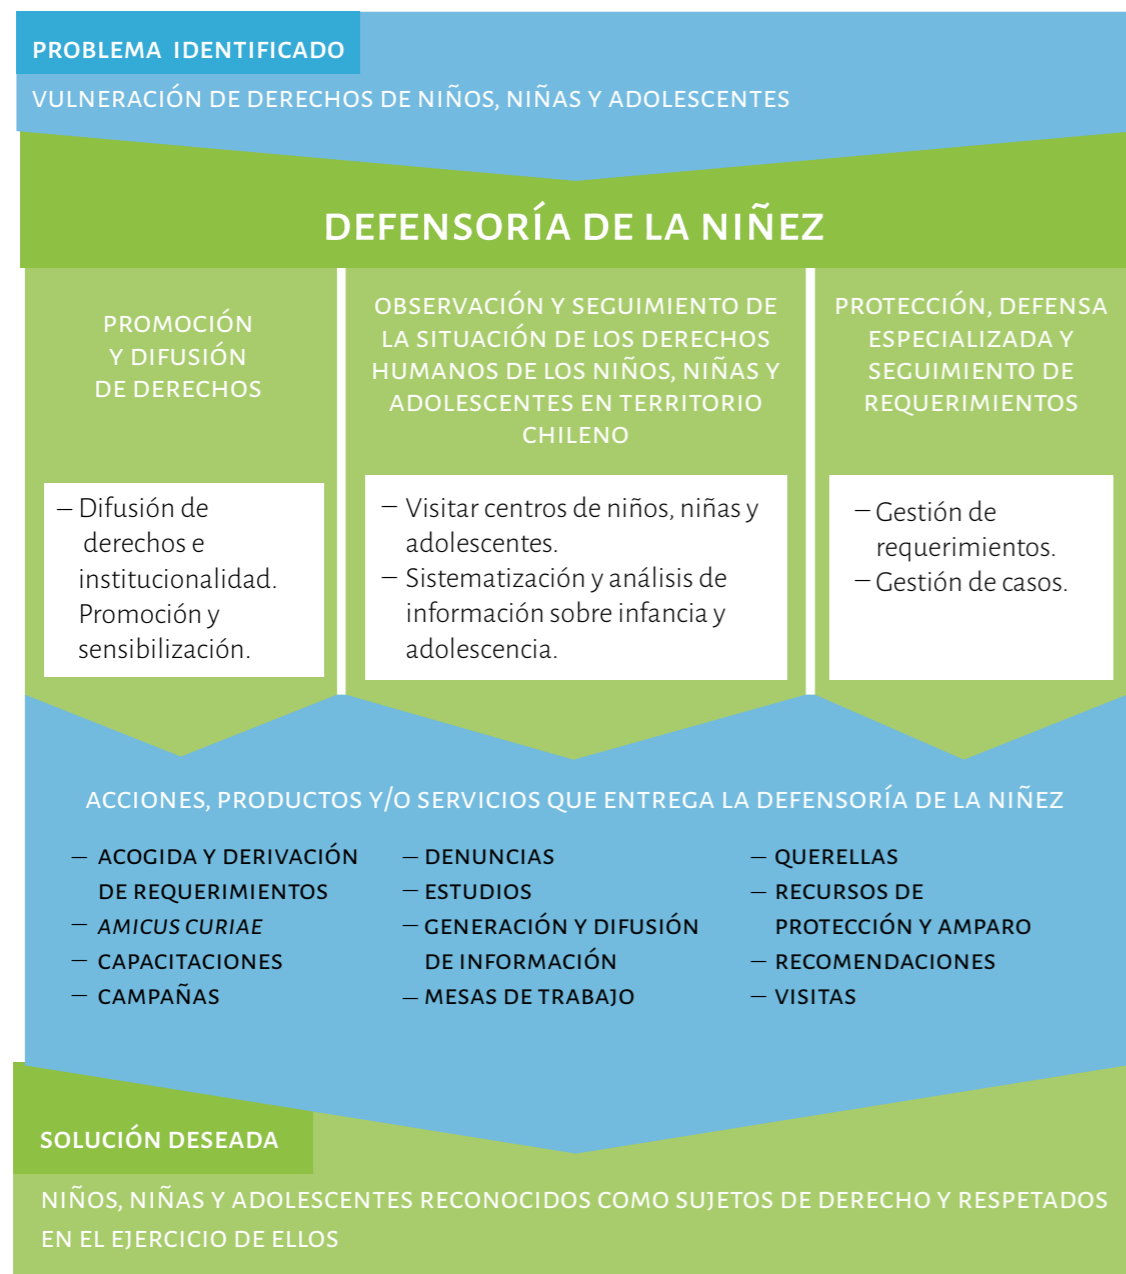 PROBLEMA IDENTIFICADO
VULNERACIÓN DE DERECHOS DE NIÑOS, NIÑAS Y ADOLESCENTES
DEFENSORÍA DE LA NIÑEZ
PROMOCIÓN
Y DIFUSIÓN
DE DERECHOS
– Difusión de
derechos e
institucionalidad.
Promoción y
sensibilización.
OBSERVACIÓN Y SEGUIMIENTO DE
LA SITUACIÓN DE LOS DERECHOS
HUMANOS DE LOS NIÑOS, NIÑAS Y
ADOLESCENTES EN TERRITORIO
CHILENO
– Visitar centros de niños, niñas y
adolescentes.
– Sistematización y análisis de
información sobre infancia y
adolescencia.
PROTECCIÓN, DEFENSA
ESPECIALIZADA Y
SEGUIMIENTO DE
REQUERIMIENTOS
– Gestión de
requerimientos.
– Gestión de casos.
ACCIONES, PRODUCTOS Y/O SERVICIOS QUE ENTREGA LA DEFENSORÍA DE LA NIÑEZ
– ACOGIDA Y DERIVACIÓN
DE REQUERIMIENTOS
– AMICUS CURIAE
– CAPACITACIONES
– CAMPAÑAS
– DENUNCIAS
– ESTUDIOS
– GENERACIÓN Y DIFUSIÓN
DE INFORMACIÓN
– MESAS DE TRABAJO
– QUERELLAS
– RECURSOS DE
PROTECCIÓN Y AMPARO
– RECOMENDACIONES
– VISITAS
SOLUCIÓN DESEADA
NIÑOS, NIÑAS Y ADOLESCENTES RECONOCIDOS COMO SUJETOS DE DERECHO Y RESPETADOS
EN EL EJERCICIO DE ELLOS